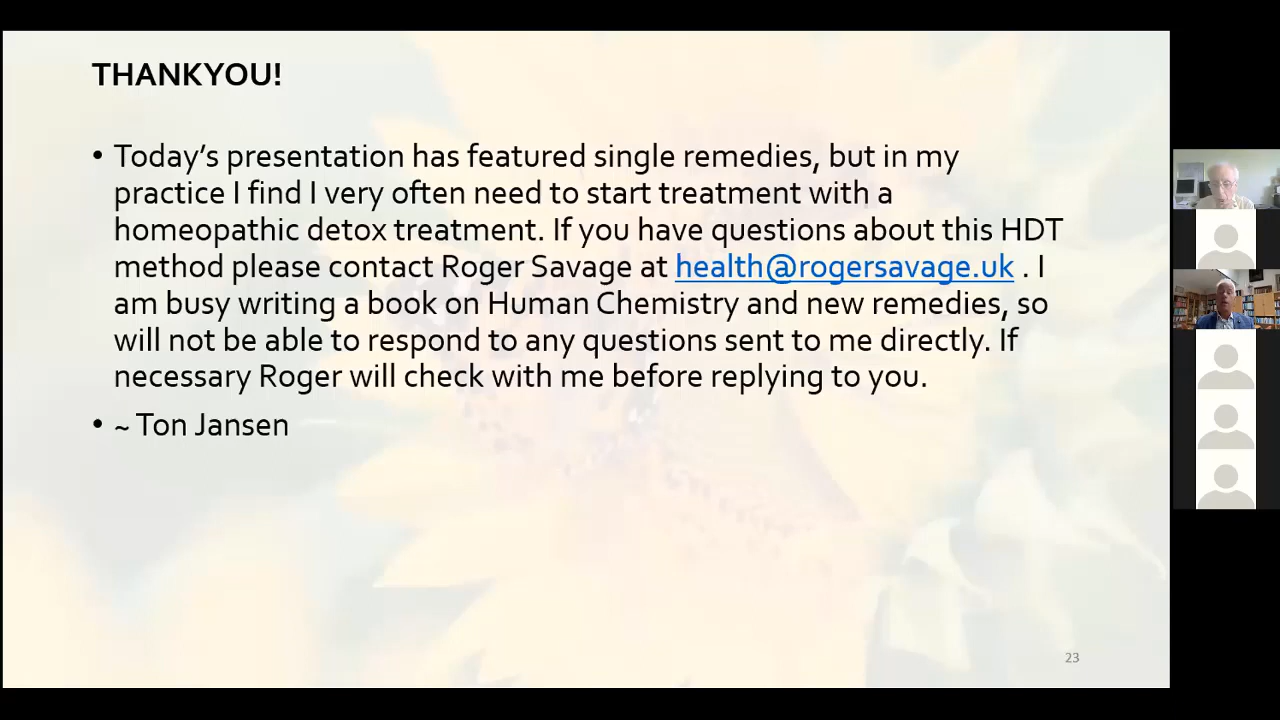 THANKYOU!
• Today’s presentation has featured single remedies, but in my
practice I find I very often need to start treatment with a
homeopathic detox treatment. If you have questions about this HDT
method please contact Roger Savage at health@rogersavage.uk . I
am busy writing a book on Human Chemistry and new remedies, so
will not be able to respond to any questions sent to me directly. If
necessary Roger will check with me before replying to you.
• ~ Ton Jansen
23